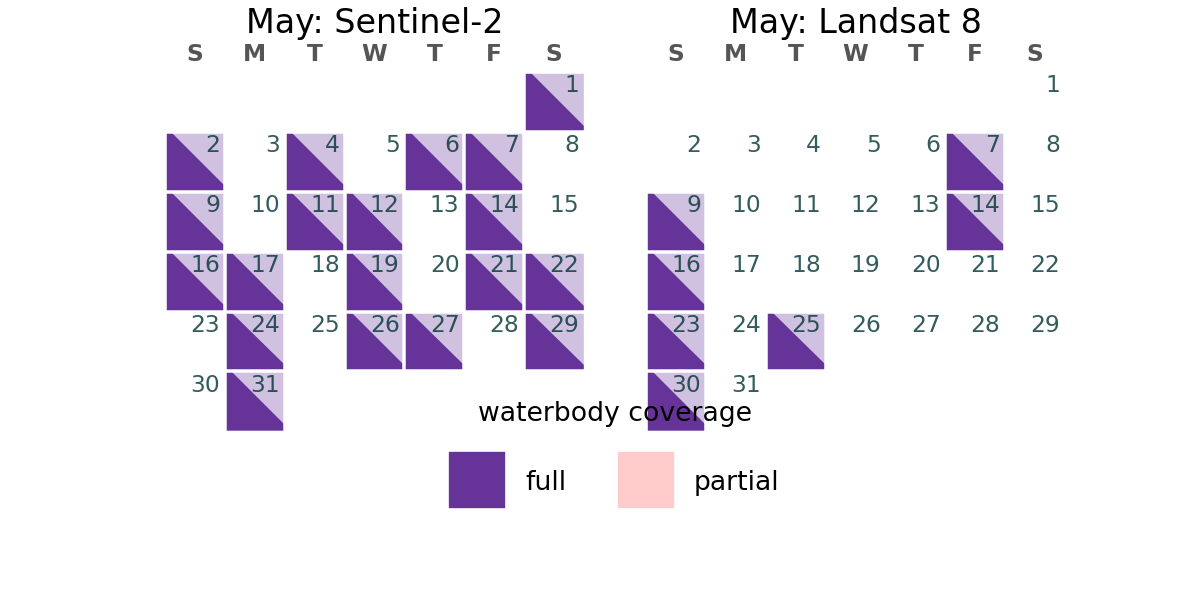 May: Sentinel-2
S M T W T F S
1
2 3 4 5 6 7 8
9 10 11 12 13 14 15
16 17 18 19 20 21 22
23 24 25 26 27 28 29
30 31
May: Landsat 8
S M T W T F S
1
2 3 4 5 6 7 8
9 10 11 12 13 14 15
16 17 18 19 20 21 22
23 24 25 26 27 28 29
30 31
waterbody coverage
full partial